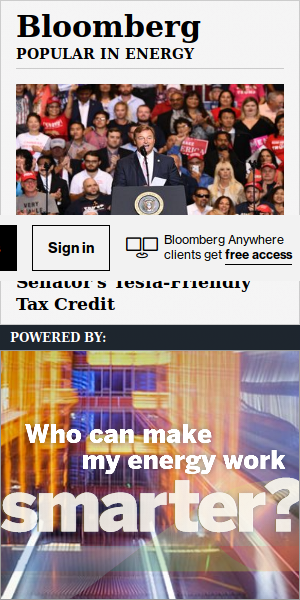 Bloomberg
POPULAR IN ENERGY
Sign in
Bloomberg Anywhere
clients get free access
Senator's Tesla-Friendly
Tax Credit
POWERED BY:
Who can make
my energy work
smarter?